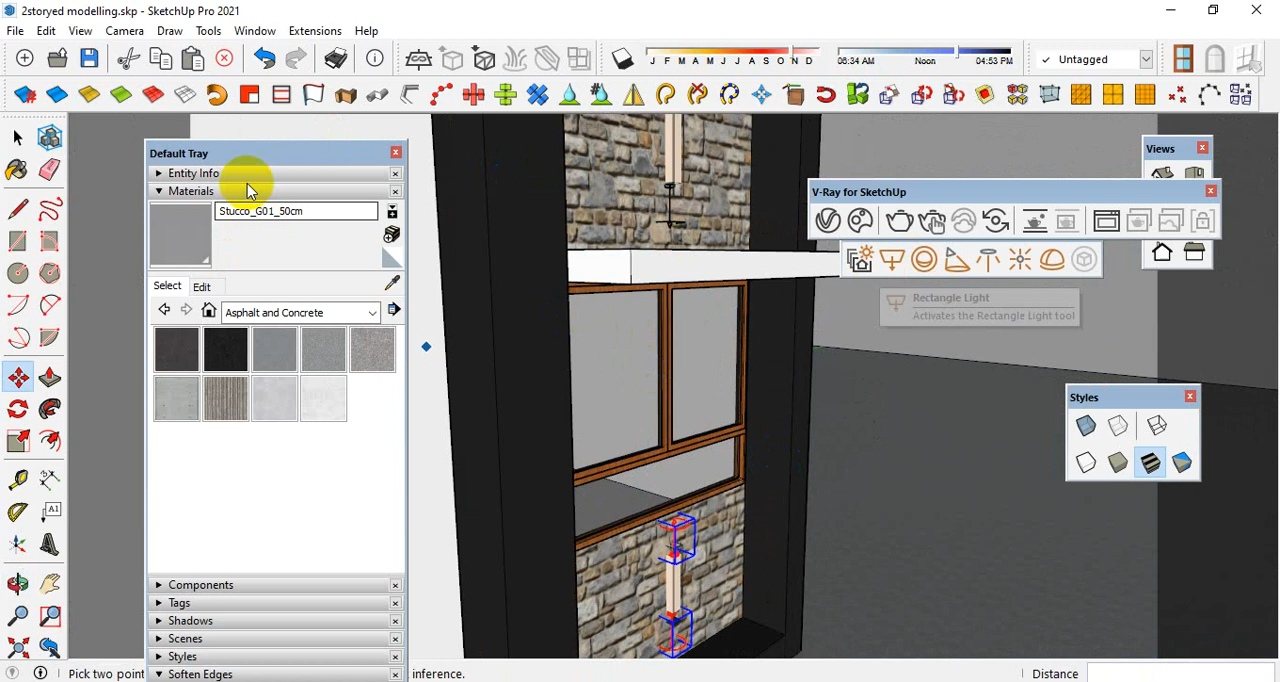 2storyed modelling.skp - SketchUp Pro 2021
File Edit View Camera Draw Tools Window Extensions Help
J F M A M J J A S O N D
06:34 AM Noon 04:53 PM
✓ Untagged
Default Tray
Views
Entity Info
Materials
V-Ray for SketchUp
Stucco_G01_50cm
Select Edit
Rectangle Light
Activates the Rectangle Light tool
Asphalt and Concrete
Styles
A1
Components
Tags
Shadows
Scenes
Styles
Soften Edges
Pick two point
inference.
Distance